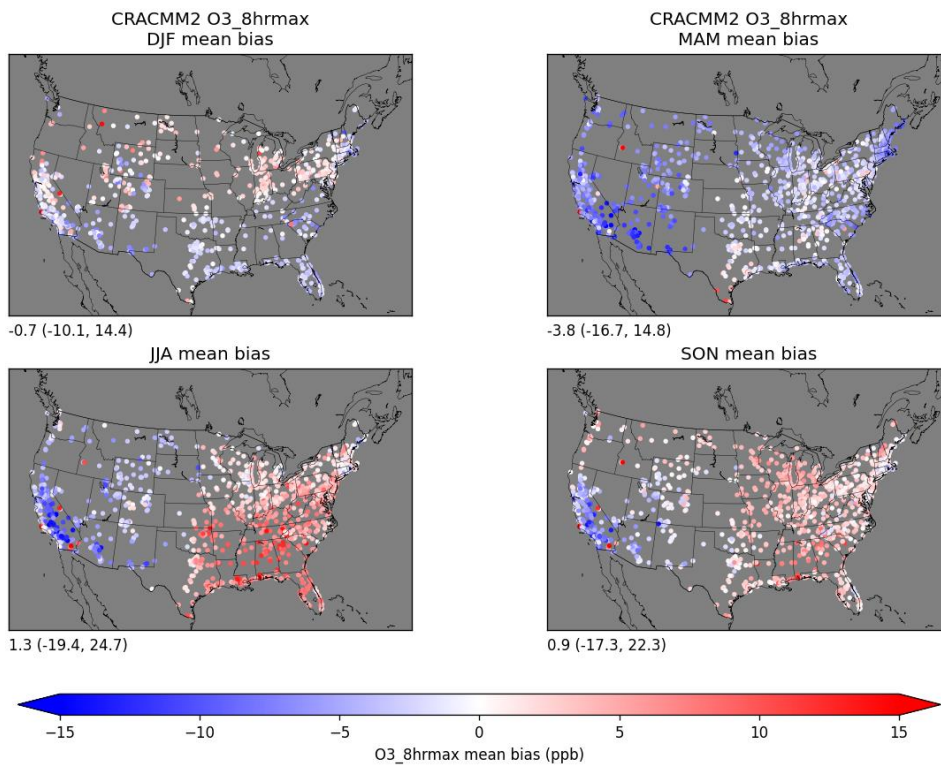 CRACMM2 O3_8hrmax
DJF mean bias
-0.7 (-10.1, 14.4)
CRACMM2 O3_8hrmax
MAM mean bias
-3.8 (-16.7, 14.8)
JJA mean bias
1.3 (-19.4, 24.7)
SON mean bias
0.9 (-17.3, 22.3)
−15 −10 −5 0 5 10 15
O3_8hrmax mean bias (ppb)